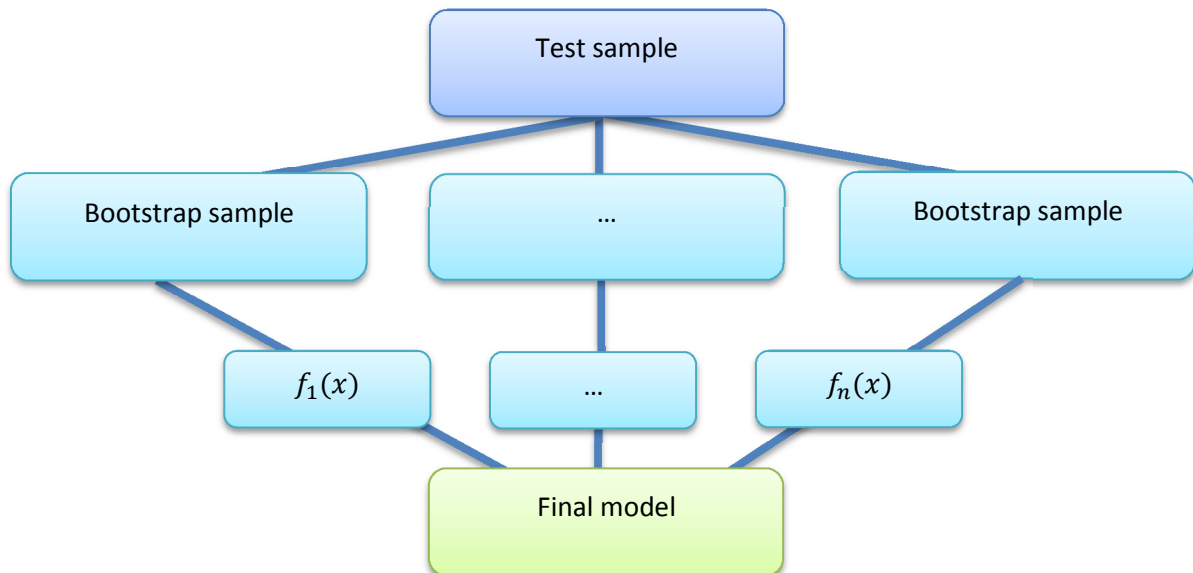 Test sample
Bootstrap sample
...
Bootstrap sample
f₁(x)
...
fₙ(x)
Final model